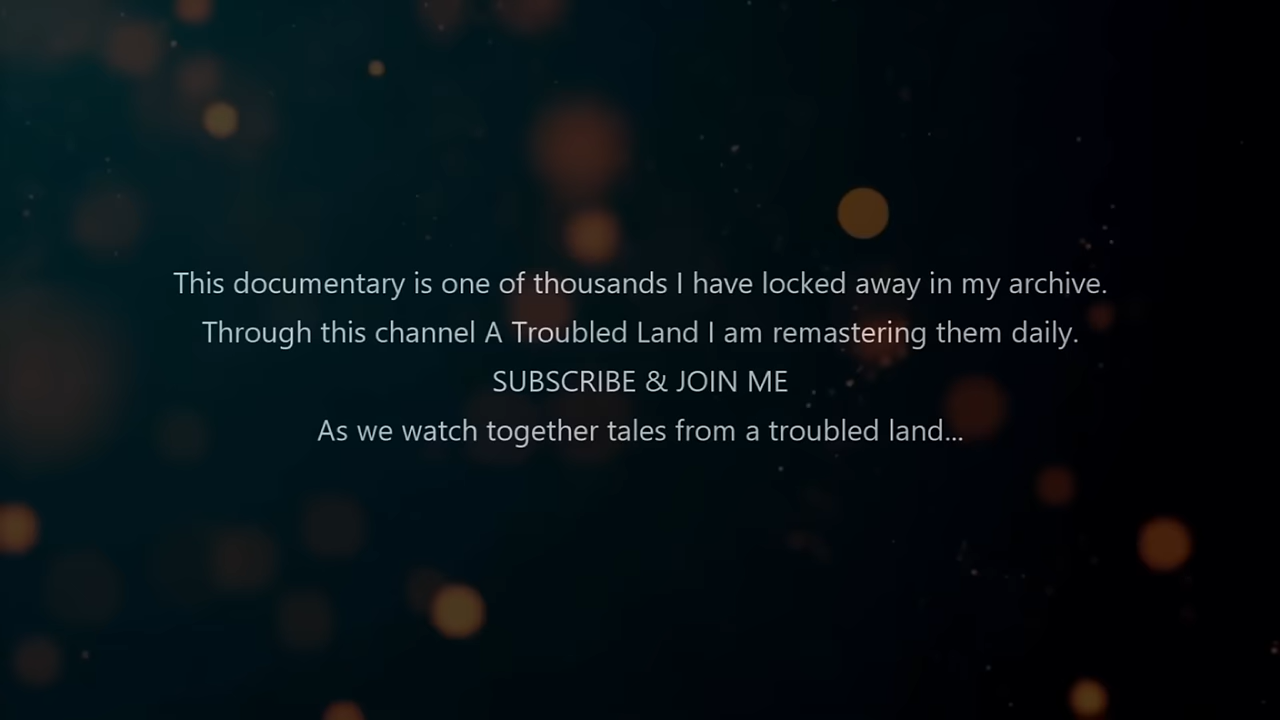 This documentary is one of thousands I have locked away in my archive.
Through this channel A Troubled Land I am remastering them daily.
SUBSCRIBE & JOIN ME
As we watch together tales from a troubled land...